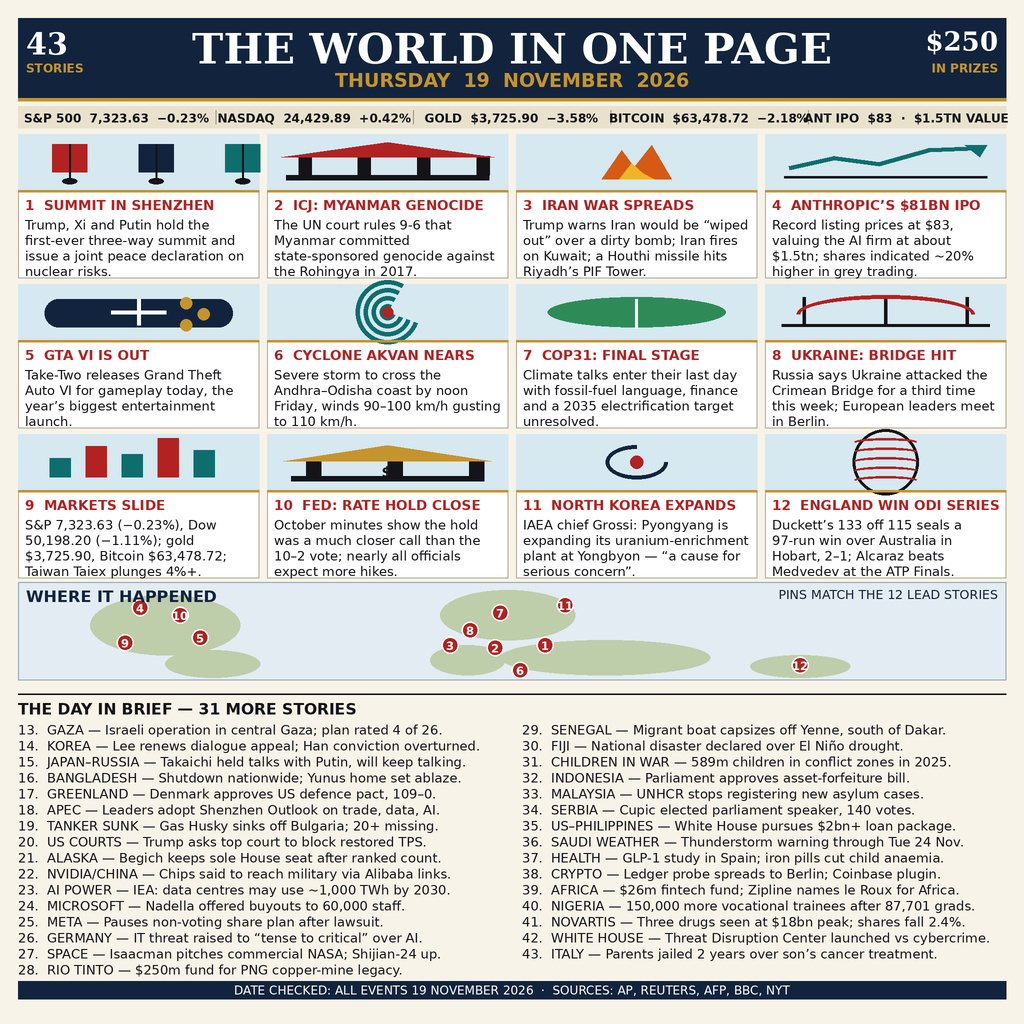 43
STORIES
THE WORLD IN ONE PAGE
THURSDAY 19 NOVEMBER 2026
$250
IN PRIZES
S&P 500 7,323.63 −0.23%
NASDAQ 24,429.89 +0.42%
GOLD $3,725.90 −3.58%
BITCOIN $63,478.72 −2.18%
ANT IPO $83 · $1.5TN VALUE
1 SUMMIT IN SHENZHEN
Trump, Xi and Putin hold the
first-ever three-way summit and
issue a joint peace declaration on
nuclear risks.
2 ICJ: MYANMAR GENOCIDE
The UN court rules 9-6 that
Myanmar committed
state-sponsored genocide against
the Rohingya in 2017.
3 IRAN WAR SPREADS
Trump warns Iran would be “wiped
out” over a dirty bomb; Iran fires
on Kuwait; a Houthi missile hits
Riyadh’s PIF Tower.
4 ANTHROPIC’S $81BN IPO
Record listing prices at $83,
valuing the AI firm at about
$1.5tn; shares indicated ~20%
higher in grey trading.
5 GTA VI IS OUT
Take-Two releases Grand Theft
Auto VI for gameplay today, the
year’s biggest entertainment
launch.
6 CYCLONE AKVAN NEARS
Severe storm to cross the
Andhra–Odisha coast by noon
Friday, winds 90–100 km/h gusting
to 110 km/h.
7 COP31: FINAL STAGE
Climate talks enter their last day
with fossil-fuel language, finance
and a 2035 electrification target
unresolved.
8 UKRAINE: BRIDGE HIT
Russia says Ukraine attacked the
Crimean Bridge for a third time
this week; European leaders meet
in Berlin.
9 MARKETS SLIDE
S&P 7,323.63 (−0.23%), Dow
50,198.20 (−1.11%); gold
$3,725.90, Bitcoin $63,478.72;
Taiwan Taiex plunges 4%+.
10 FED: RATE HOLD CLOSE
October minutes show the hold
was a much closer call than the
10–2 vote; nearly all officials
expect more hikes.
11 NORTH KOREA EXPANDS
IAEA chief Grossi: Pyongyang is
expanding its uranium-enrichment
plant at Yongbyon — “a cause for
serious concern”.
12 ENGLAND WIN ODI SERIES
Duckett’s 133 off 115 seals a
97-run win over Australia in
Hobart, 2–1; Alcaraz beats
Medvedev at the ATP Finals.
WHERE IT HAPPENED
PINS MATCH THE 12 LEAD STORIES
4
10
9
5
7
11
8
3
2
1
6
12
THE DAY IN BRIEF — 31 MORE STORIES
13. GAZA — Israeli operation in central Gaza; plan rated 4 of 26.
14. KOREA — Lee renews dialogue appeal; Han conviction overturned.
15. JAPAN–RUSSIA — Takaichi held talks with Putin, will keep talking.
16. BANGLADESH — Shutdown nationwide; Yunus home set ablaze.
17. GREENLAND — Denmark approves US defence pact, 109–0.
18. APEC — Leaders adopt Shenzhen Outlook on trade, data, AI.
19. TANKER SUNK — Gas Husky sinks off Bulgaria; 20+ missing.
20. US COURTS — Trump asks top court to block restored TPS.
21. ALASKA — Begich keeps sole House seat after ranked count.
22. NVIDIA/CHINA — Chips said to reach military via Alibaba links.
23. AI POWER — IEA: data centres may use ~1,000 TWh by 2030.
24. MICROSOFT — Nadella offered buyouts to 60,000 staff.
25. META — Pauses non-voting share plan after lawsuit.
26. GERMANY — IT threat raised to “tense to critical” over AI.
27. SPACE — Isaacman pitches commercial NASA; Shijian-24 up.
28. RIO TINTO — $250m fund for PNG copper-mine legacy.
29. SENEGAL — Migrant boat capsizes off Yenne, south of Dakar.
30. FIJI — National disaster declared over El Niño drought.
31. CHILDREN IN WAR — 589m children in conflict zones in 2025.
32. INDONESIA — Parliament approves asset-forfeiture bill.
33. MALAYSIA — UNHCR stops registering new asylum cases.
34. SERBIA — Cupic elected parliament speaker, 140 votes.
35. US–PHILIPPINES — White House pursues $2bn+ loan package.
36. SAUDI WEATHER — Thunderstorm warning through Tue 24 Nov.
37. HEALTH — GLP-1 study in Spain; iron pills cut child anaemia.
38. CRYPTO — Ledger probe spreads to Berlin; Coinbase plugin.
39. AFRICA — $26m fintech fund; Zipline names le Roux for Africa.
40. NIGERIA — 150,000 more vocational trainees after 87,701 grads.
41. NOVARTIS — Three drugs seen at $18bn peak; shares fall 2.4%.
42. WHITE HOUSE — Threat Disruption Center launched vs cybercrime.
43. ITALY — Parents jailed 2 years over son’s cancer treatment.
DATE CHECKED: ALL EVENTS 19 NOVEMBER 2026 · SOURCES: AP, REUTERS, AFP, BBC, NYT